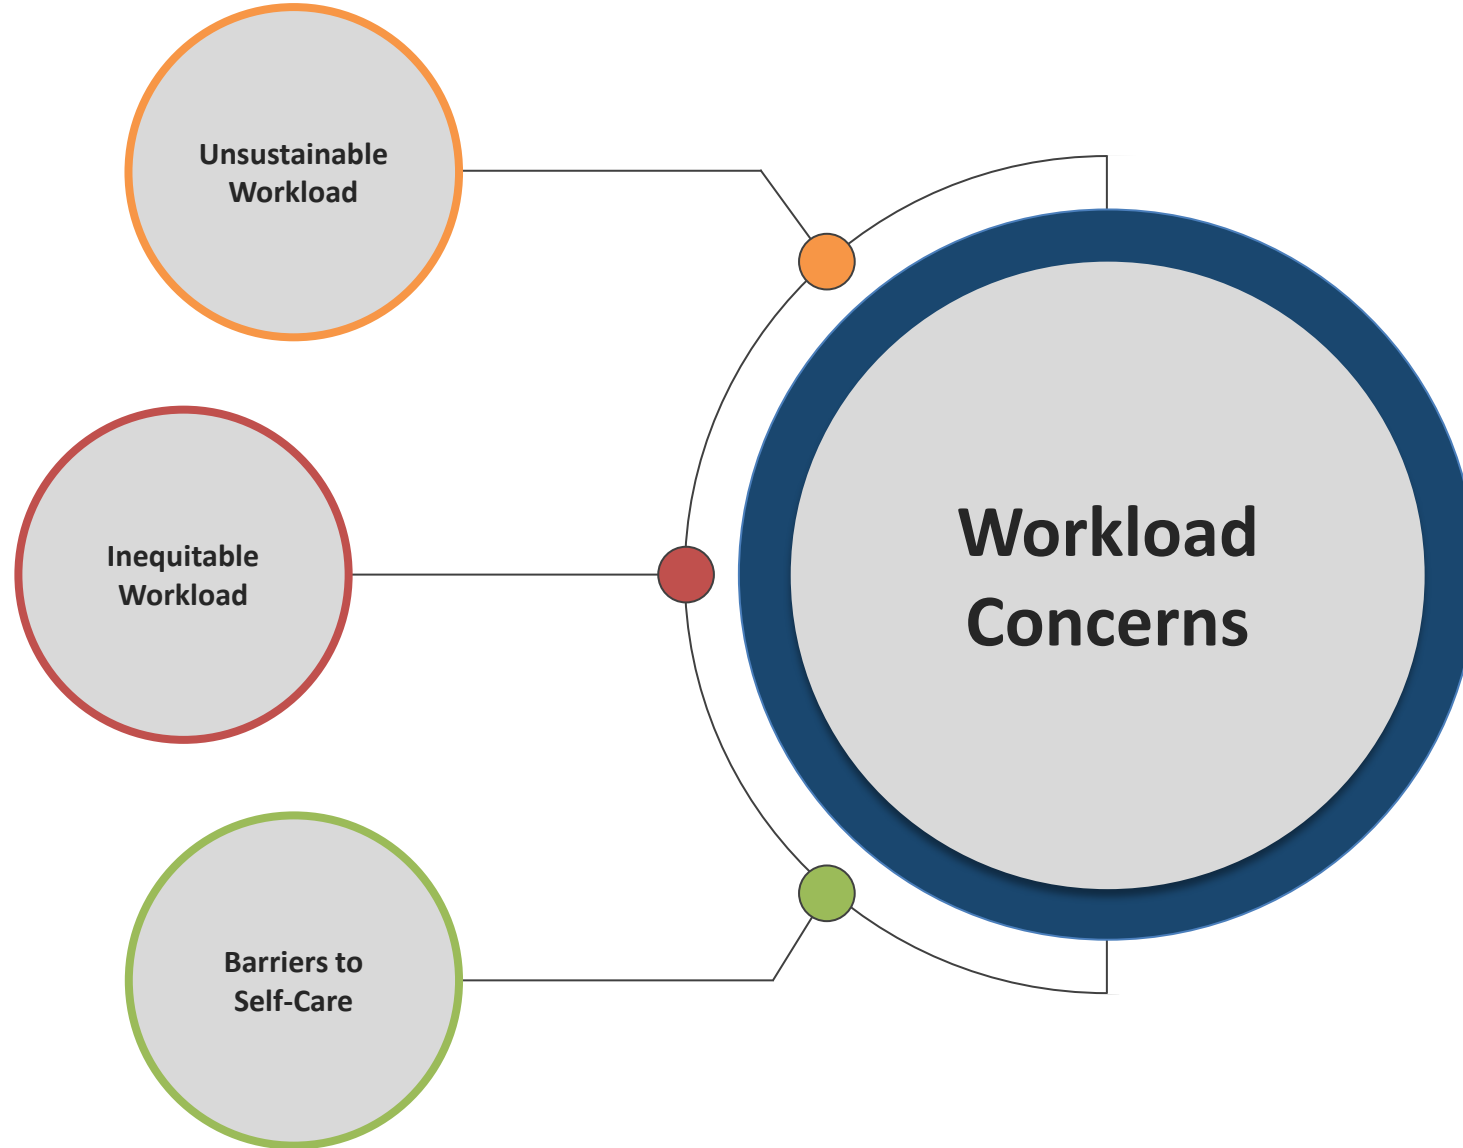 Unsustainable
Workload
Inequitable
Workload
Barriers to
Self-Care
Workload
Concerns